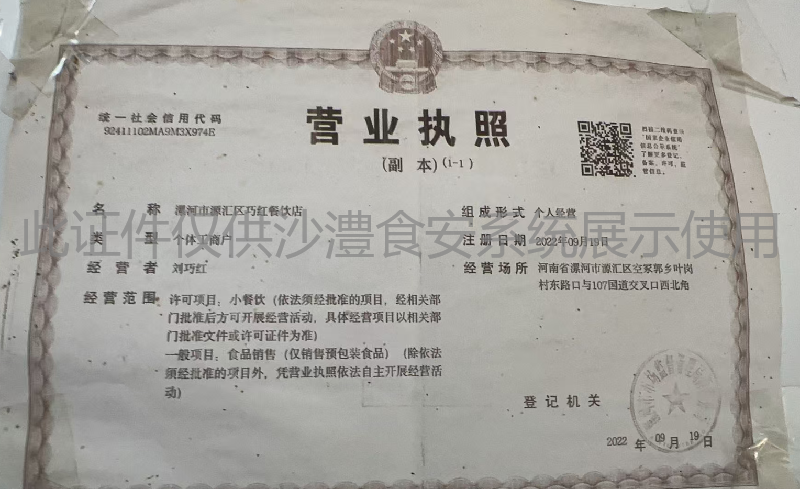 统一社会信用代码
92411102MA9M3X974E
营业执照
(副 本) (1-1)
扫描二维码登录
"国家企业信用
信息公示系统"
了解更多登记、
备案、许可、监
管信息。
名 称 漯河市源汇区巧红餐饮店
类 型 个体工商户
经营者 刘巧红
经营范围 许可项目:小餐饮(依法须经批准的项目,经相关部
门批准后方可开展经营活动,具体经营项目以相关部
门批准文件或许可证件为准)
一般项目:食品销售(仅销售预包装食品)(除依法
须经批准的项目外,凭营业执照依法自主开展经营活
动)
组成形式 个人经营
注册日期 2022年09月19日
经营场所 河南省漯河市源汇区空冢郭乡叶岗
村东路口与107国道交叉口西北角
此证件仅供沙澧食安系统展示使用
登记机关
2022 年 09 月 19 日